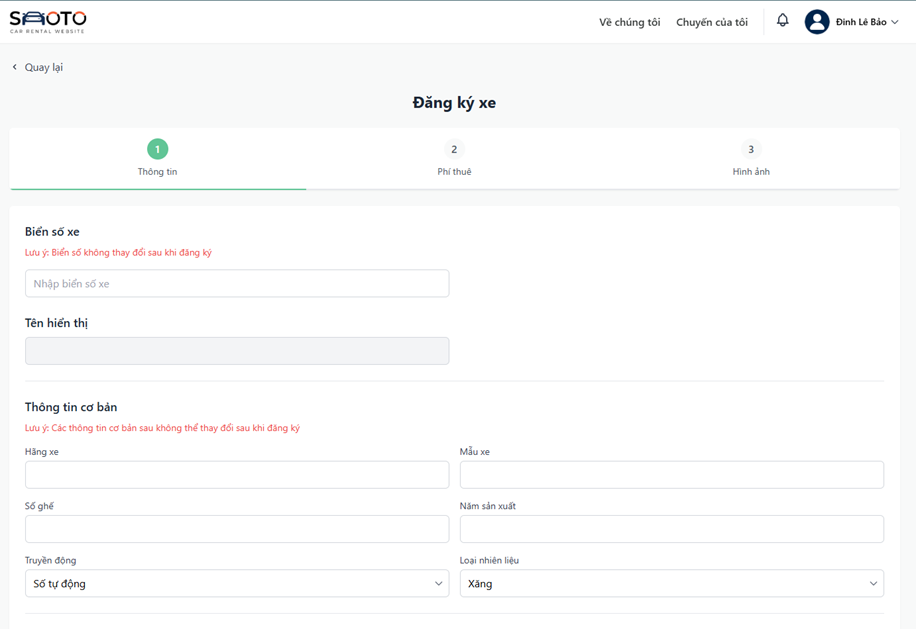 SMOTO
CAR RENTAL WEBSITE
Về chúng tôi
Chuyến của tôi
Đinh Lê Bảo
Quay lại
Đăng ký xe
1
Thông tin
2
Phí thuê
3
Hình ảnh
Biển số xe
Lưu ý: Biển số không thay đổi sau khi đăng ký
Nhập biển số xe
Tên hiển thị
Thông tin cơ bản
Lưu ý: Các thông tin cơ bản sau không thể thay đổi sau khi đăng ký
Hãng xe
Mẫu xe
Số ghế
Năm sản xuất
Truyền động
Loại nhiên liệu
Số tự động
Xăng